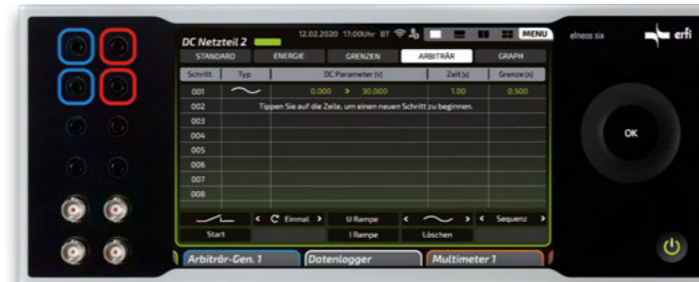 DC Netzteil 2 12.02.2020 17:00Uhr BT MENU
elneos six erfi
STANDARD ENERGIE GRENZEN ARBITRÄR GRAPH
Schritt Typ DC Parameter [V] Zeit [s] Grenze [A]
001 0.000 > 30.000 1.00 0.500
002 Tippen Sie auf die Zeile, um einen neuen Schritt zu beginnen.
003
004
005
006
007
008
OK
< Einmal > U Rampe < > < Sequenz >
Start I Rampe Löschen
Arbiträr-Gen. 1 Datenlogger Multimeter 1